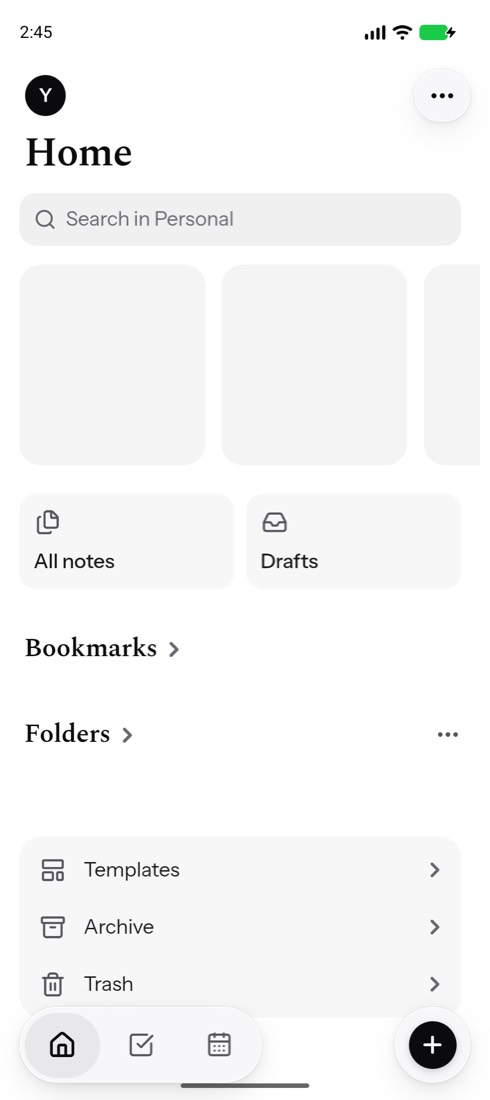 2:45
Y
Home
Search in Personal
All notes
Drafts
Bookmarks
Folders
Templates
Archive
Trash